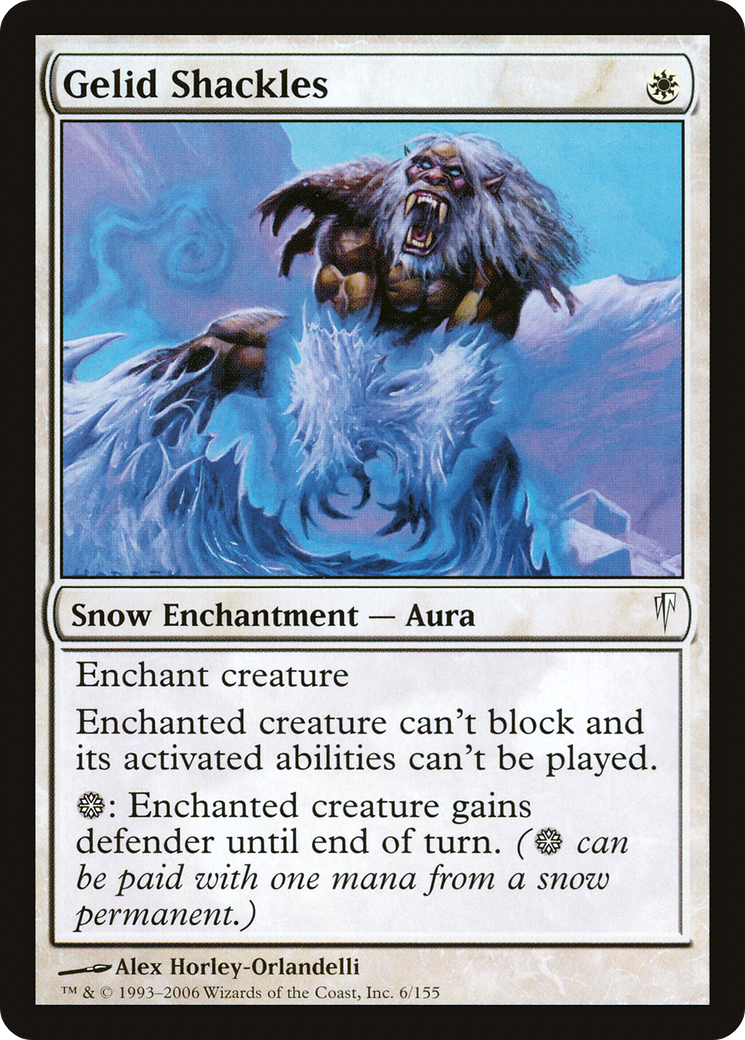 Gelid Shackles
Snow Enchantment — Aura
Enchant creature
Enchanted creature can't block and
its activated abilities can't be played.
: Enchanted creature gains
defender until end of turn. ( can
be paid with one mana from a snow
permanent.)
Alex Horley-Orlandelli
™ & © 1993–2006 Wizards of the Coast, Inc. 6/155